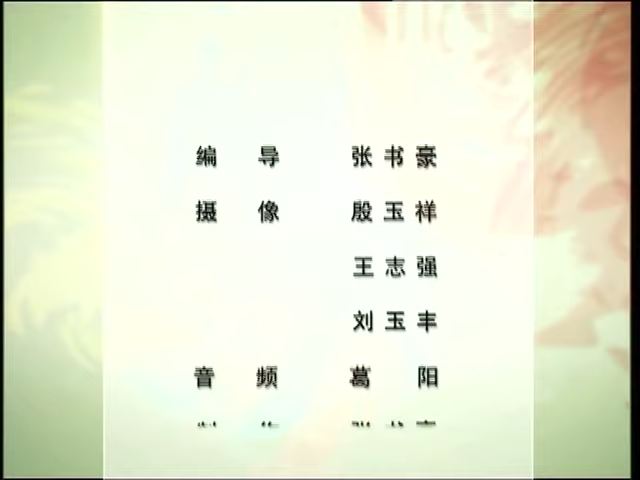 编 导 张书豪
摄 像 殷玉祥
王志强
刘玉丰
音 频 葛 阳